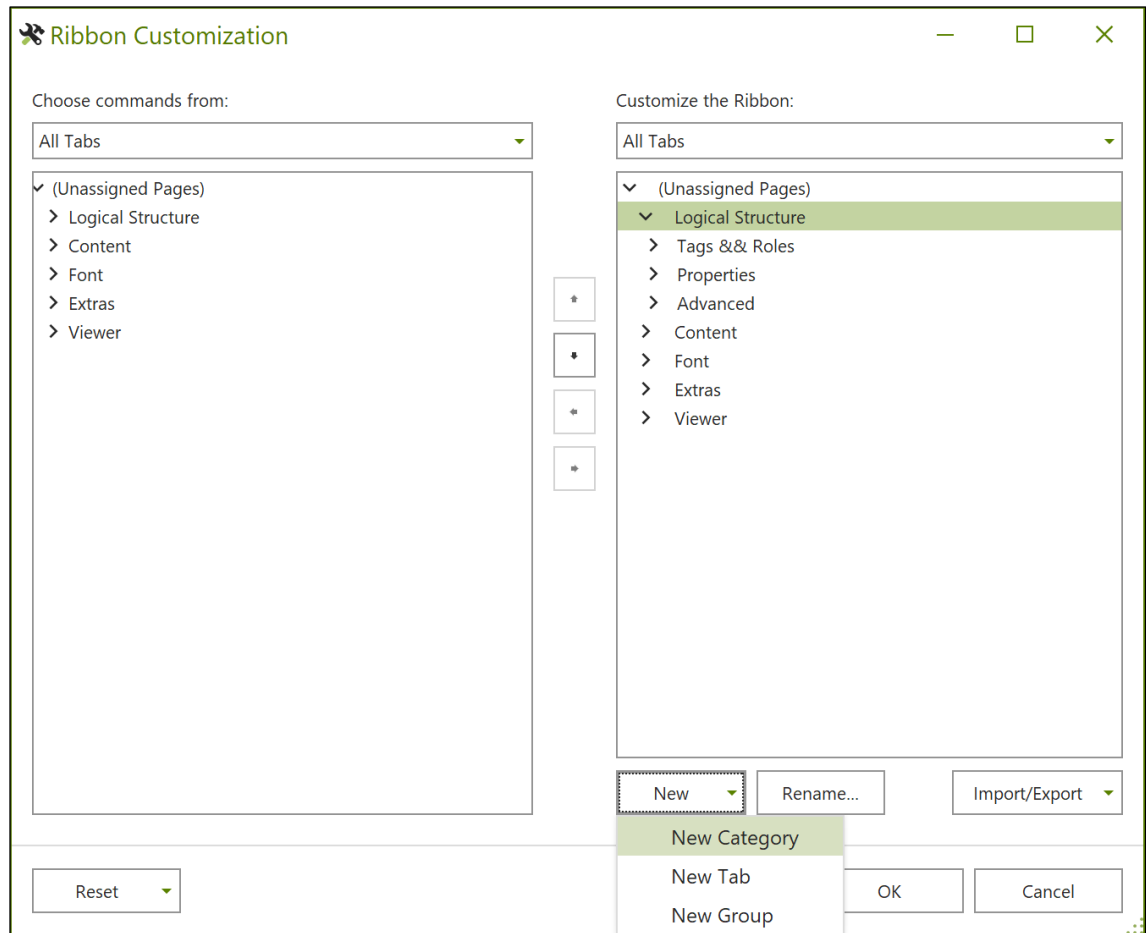 Ribbon Customization
Choose commands from:
All Tabs
(Unassigned Pages)
Logical Structure
Content
Font
Extras
Viewer
Customize the Ribbon:
All Tabs
(Unassigned Pages)
Logical Structure
Tags && Roles
Properties
Advanced
Content
Font
Extras
Viewer
New
Rename...
Import/Export
New Category
New Tab
New Group
Reset
OK
Cancel